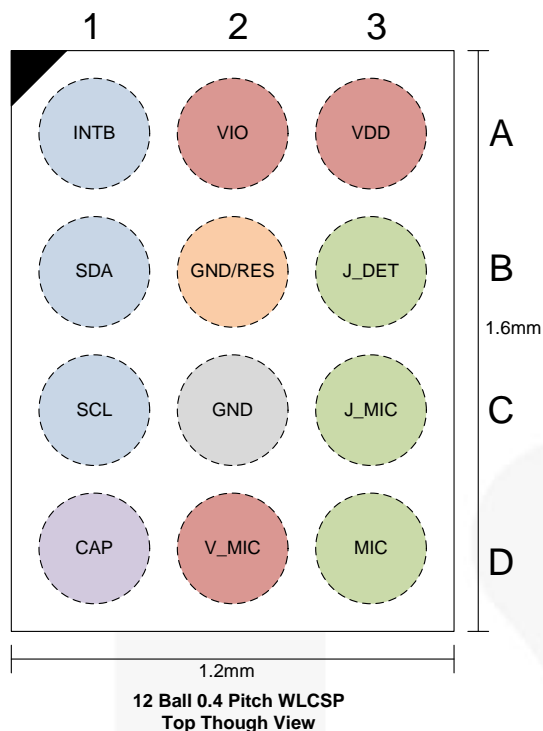 1 2 3
INTB VIO VDD A
SDA GND/RES J_DET B
1.6mm
SCL GND J_MIC C
CAP V_MIC MIC D
1.2mm
12 Ball 0.4 Pitch WLCSP
Top Though View